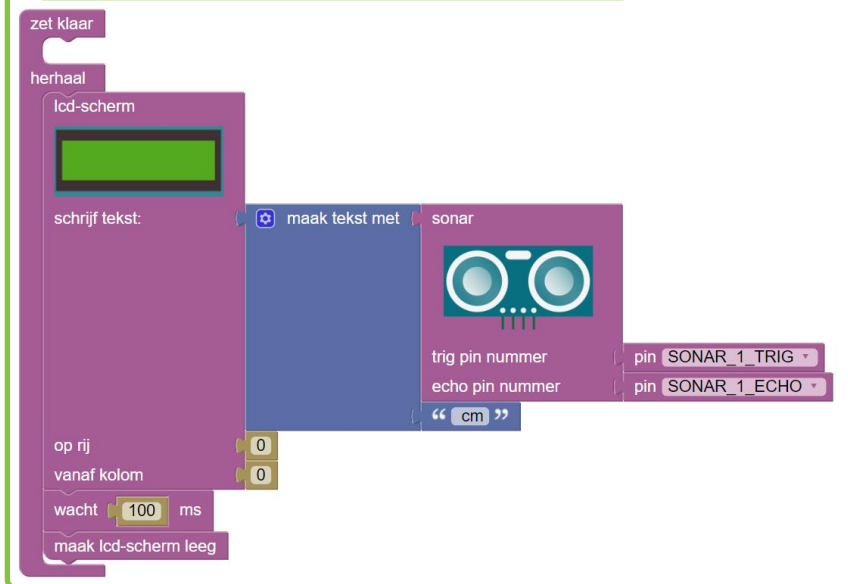 zet klaar
herhaal
lcd-scherm
schrijf tekst: maak tekst met sonar
trig pin nummer pin SONAR_1_TRIG
echo pin nummer pin SONAR_1_ECHO
“ cm ”
op rij 0
vanaf kolom 0
wacht 100 ms
maak lcd-scherm leeg